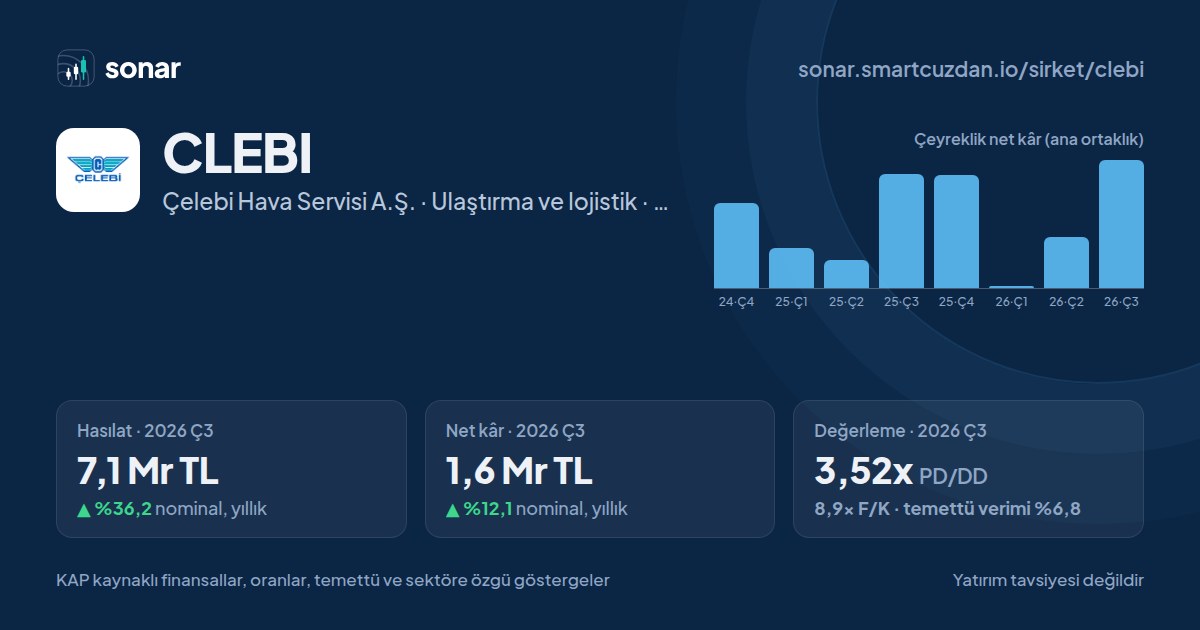 sonar
sonar.smartcuzdan.io/sirket/clebi
ÇELEBİ
CLEBI
Çelebi Hava Servisi A.Ş. · Ulaştırma ve lojistik · ...
Çeyreklik net kâr (ana ortaklık)
24·Ç4 25·Ç1 25·Ç2 25·Ç3 25·Ç4 26·Ç1 26·Ç2 26·Ç3
Hasılat · 2026 Ç3
7,1 Mr TL
▲ %36,2 nominal, yıllık
Net kâr · 2026 Ç3
1,6 Mr TL
▲ %12,1 nominal, yıllık
Değerleme · 2026 Ç3
3,52x PD/DD
8,9× F/K · temettü verimi %6,8
KAP kaynaklı finansallar, oranlar, temettü ve sektöre özgü göstergeler
Yatırım tavsiyesi değildir